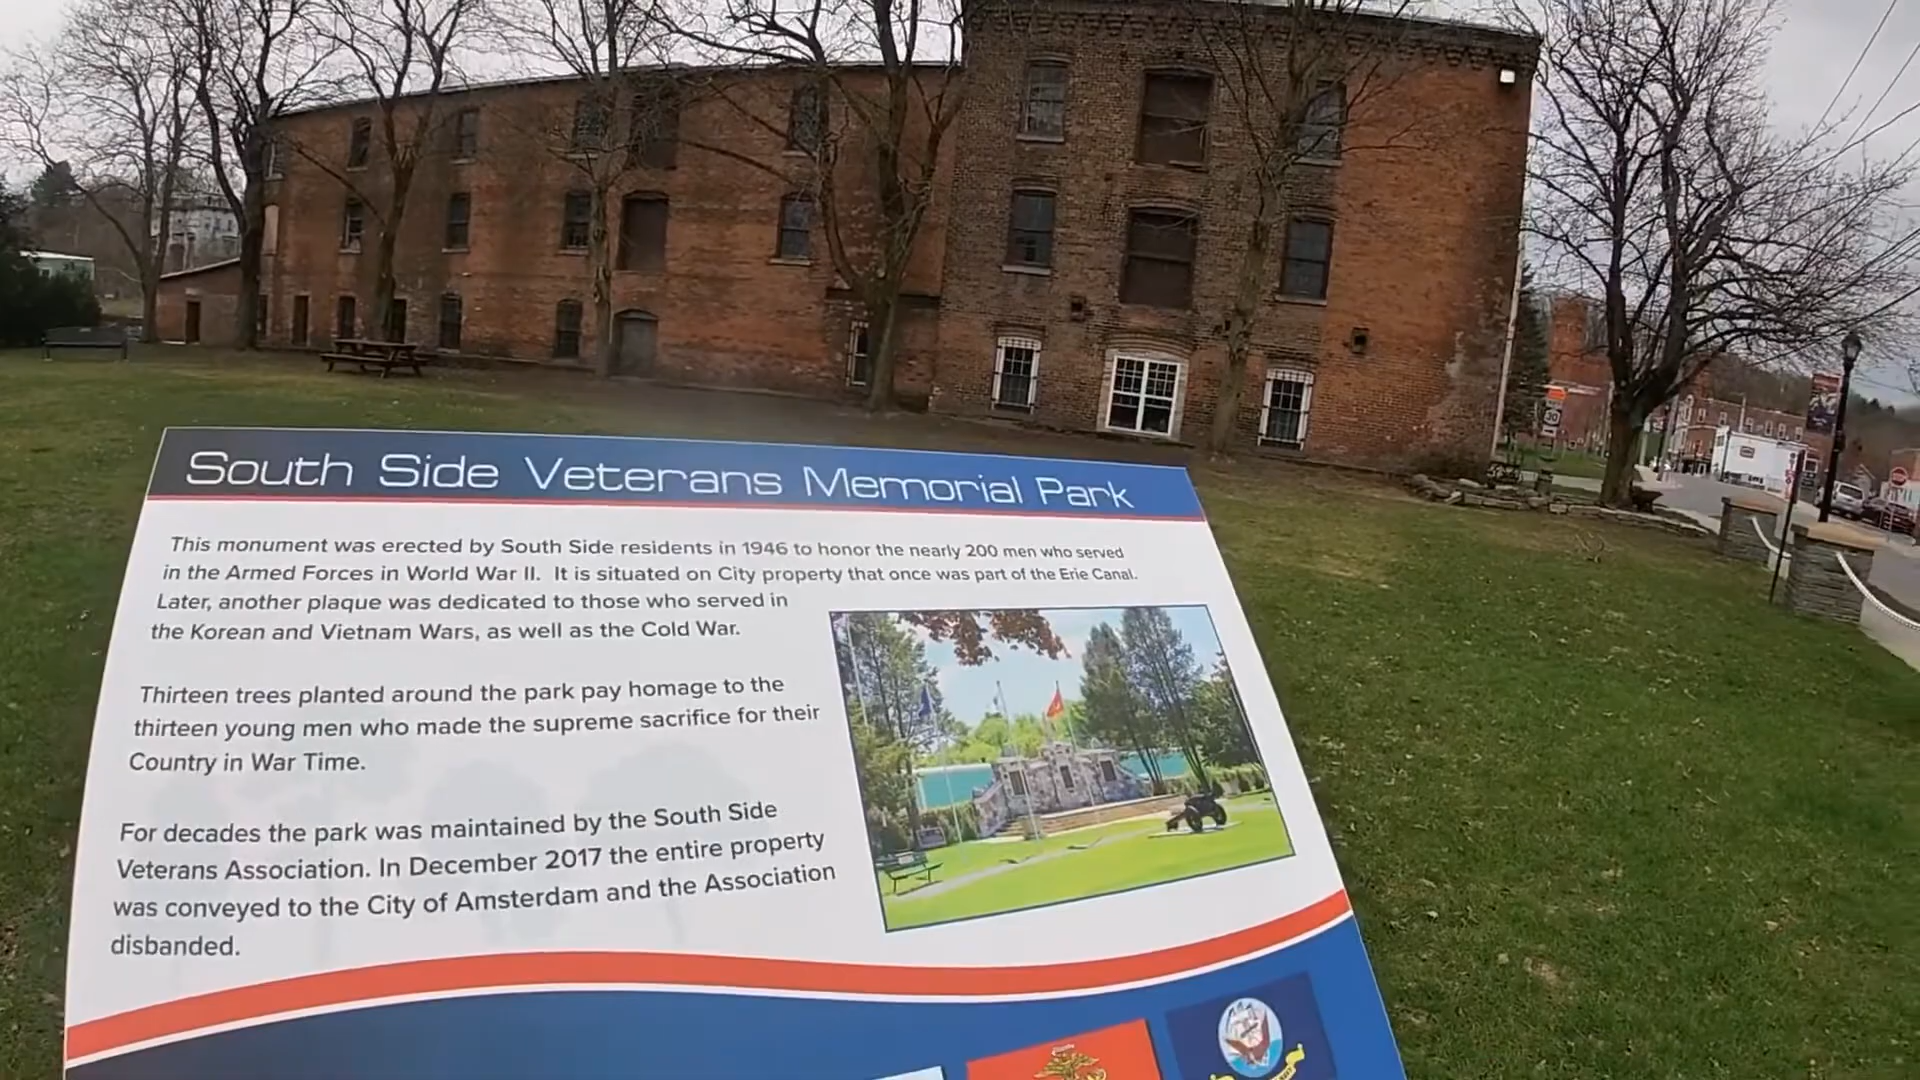 South Side Veterans Memorial Park
This monument was erected by South Side residents in 1946 to honor the nearly 200 men who served
in the Armed Forces in World War II. It is situated on City property that once was part of the Erie Canal.
Later, another plaque was dedicated to those who served in
the Korean and Vietnam Wars, as well as the Cold War.
Thirteen trees planted around the park pay homage to the
thirteen young men who made the supreme sacrifice for their
Country in War Time.
For decades the park was maintained by the South Side
Veterans Association. In December 2017 the entire property
was conveyed to the City of Amsterdam and the Association
disbanded.
30